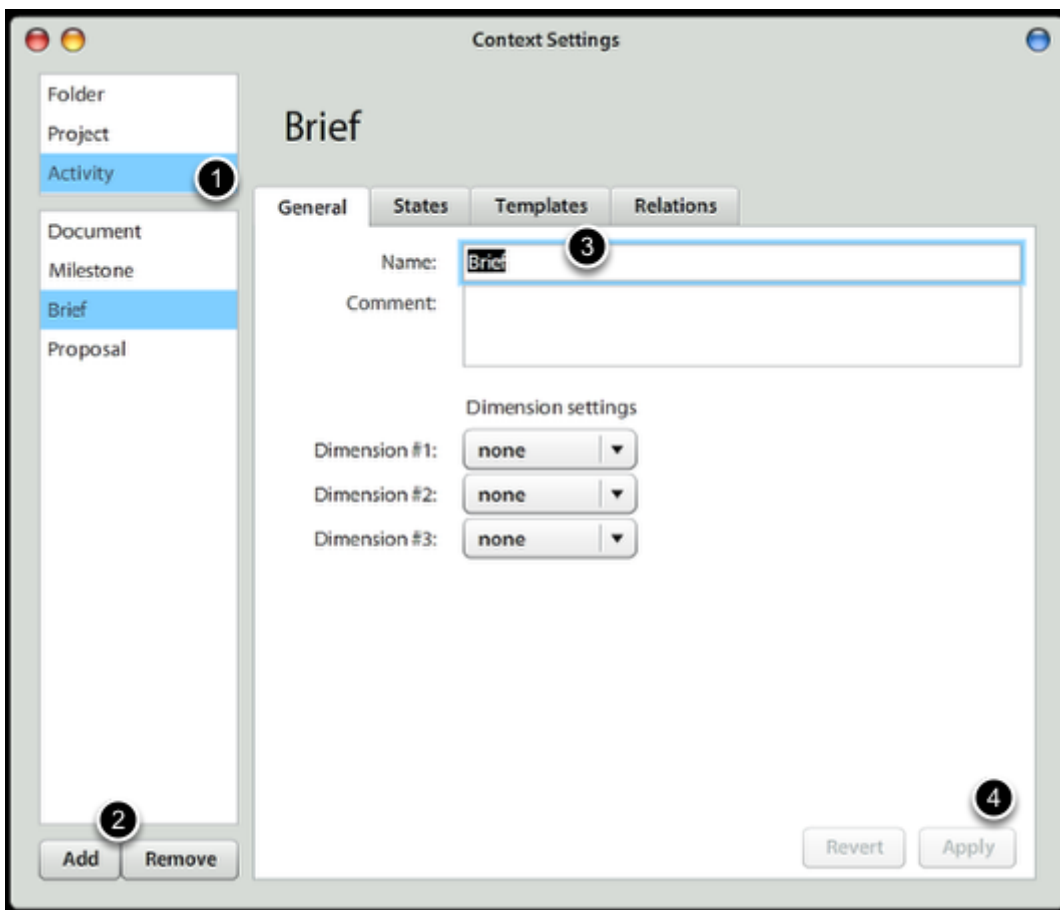 Context Settings
Folder
Project
Activity
1
Document
Milestone
Brief
Proposal
2
Add Remove
Brief
General States Templates Relations
3
Name: Brief
Comment:
Dimension settings
Dimension #1: none
Dimension #2: none
Dimension #3: none
4
Revert Apply